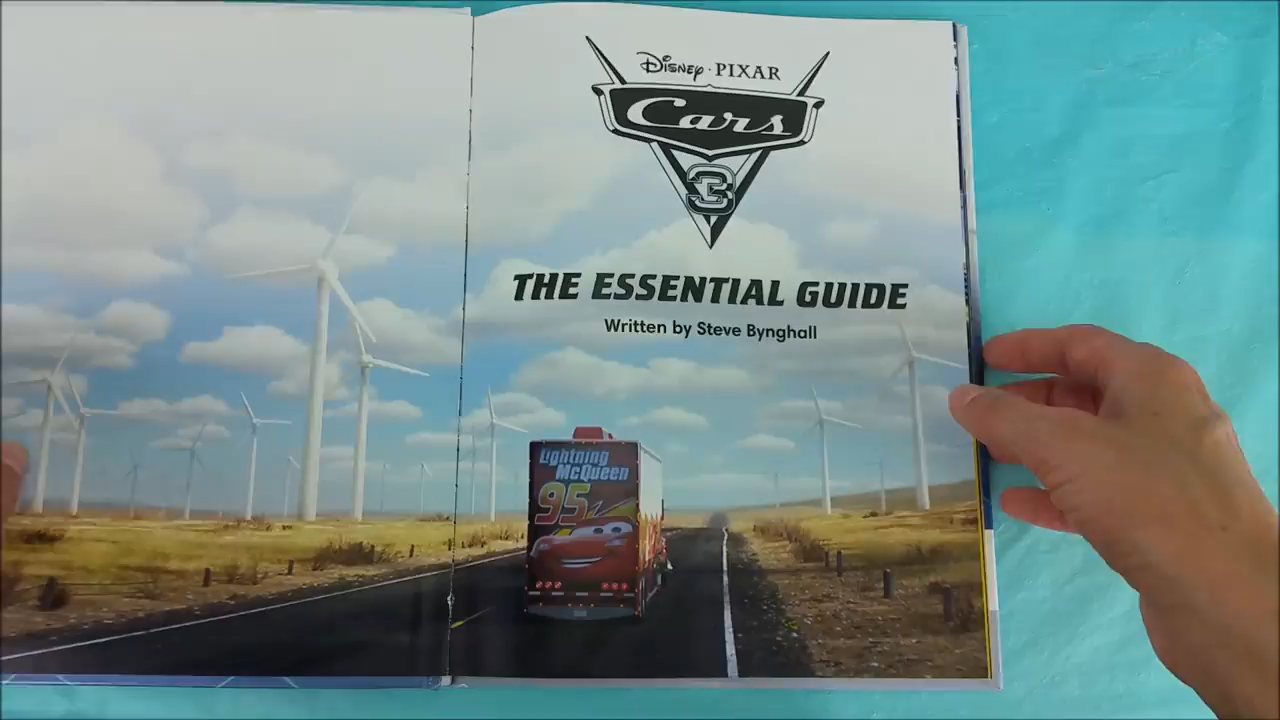 Disney · PIXAR
Cars
3
THE ESSENTIAL GUIDE
Written by Steve Bynghall
Lightning
McQueen
95